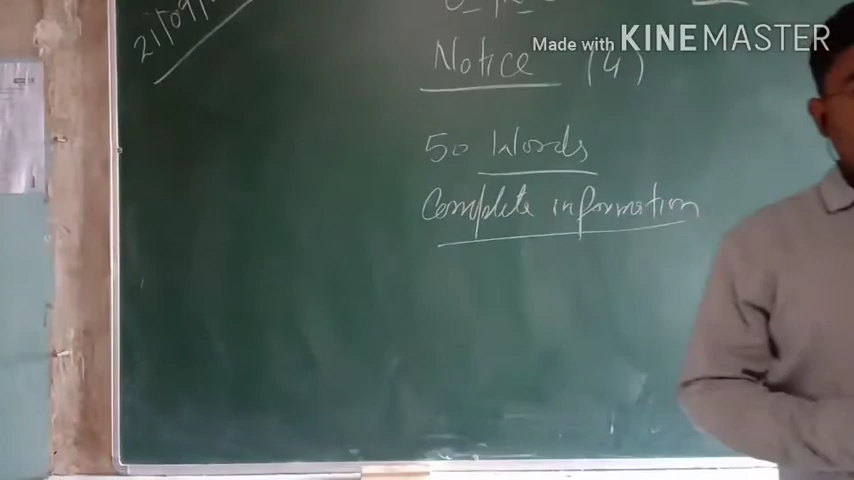 21/09/
Notice (4)
Made with KINEMASTER
50 Words
Complete information